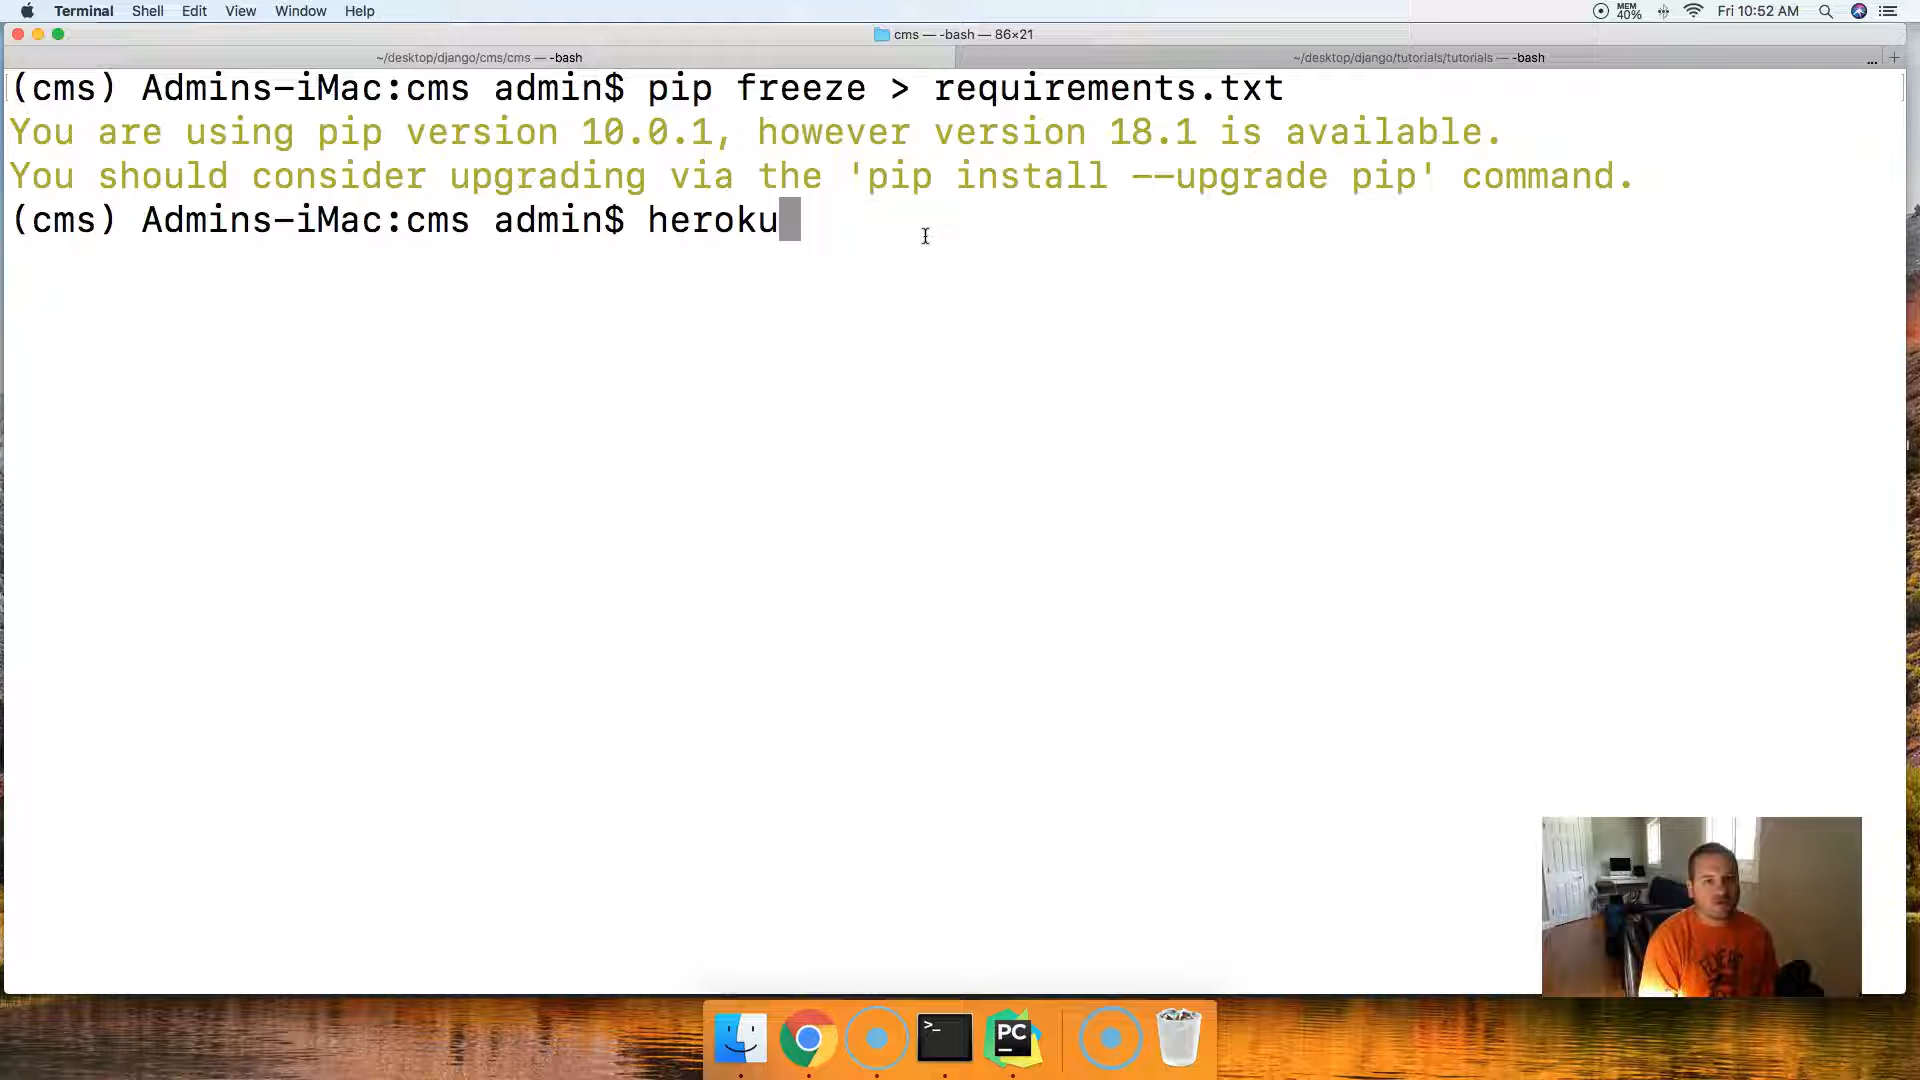 Terminal Shell Edit View Window Help MEM 40% Fri 10:52 AM
cms — -bash — 86×21
~/desktop/django/cms/cms — -bash ~/desktop/django/tutorials/tutorials — -bash ... +
(cms) Admins-iMac:cms admin$ pip freeze > requirements.txt
You are using pip version 10.0.1, however version 18.1 is available.
You should consider upgrading via the 'pip install --upgrade pip' command.
(cms) Admins-iMac:cms admin$ heroku
>_ PC